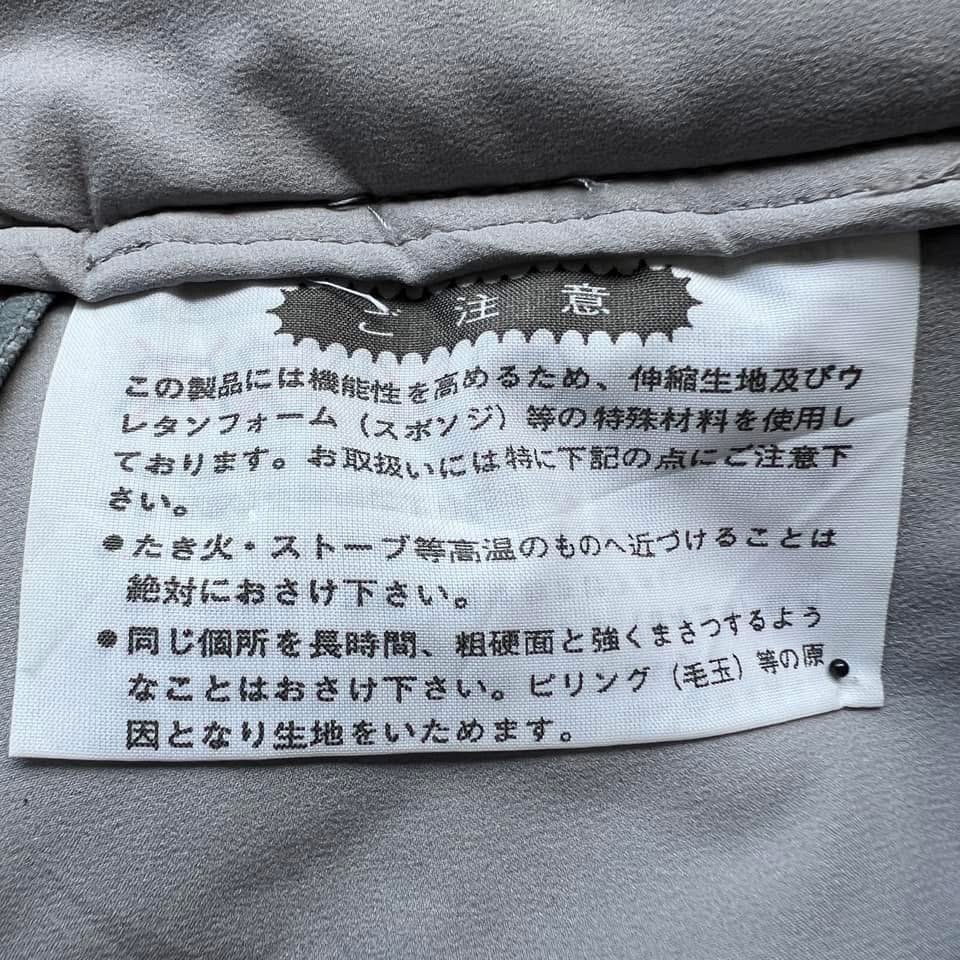 ご注意
この製品には機能性を高めるため、伸縮生地及びウ
レタンフォーム（スポンジ）等の特殊材料を使用し
ております。お取扱いには特に下記の点にご注意下
さい。
●たき火・ストーブ等高温のものへ近づけることは
絶対におさけ下さい。
●同じ個所を長時間、粗硬面と強くまさつするよう
なことはおさけ下さい。ピリング（毛玉）等の原
因となり生地をいためます。